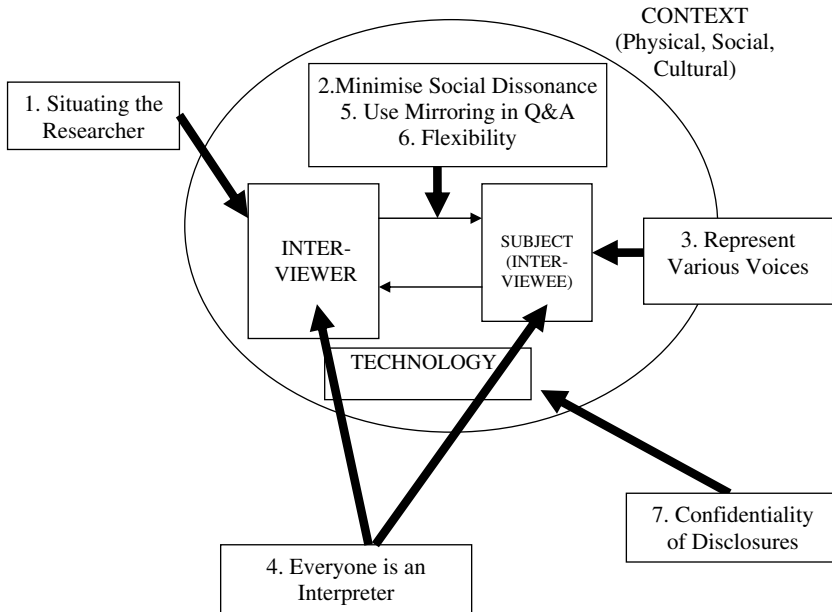 CONTEXT
(Physical, Social,
Cultural)
1. Situating the
Researcher
2.Minimise Social Dissonance
5. Use Mirroring in Q&A
6. Flexibility
INTER-
VIEWER
SUBJECT
(INTER-
VIEWEE)
3. Represent
Various Voices
TECHNOLOGY
7. Confidentiality
of Disclosures
4. Everyone is an
Interpreter